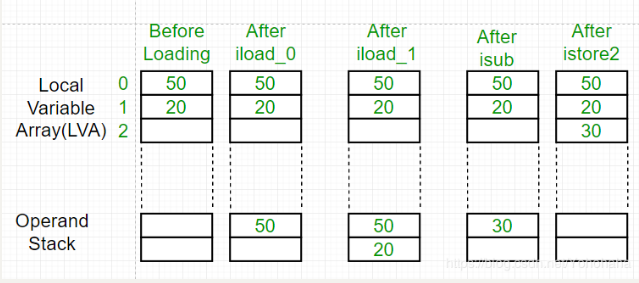 Before Loading
After iload_0
After iload_1
After isub
After istore2
Local Variable Array(LVA)
0 50 50 50 50 50
1 20 20 20 20 20
2 30
Operand Stack
50 50 30
20